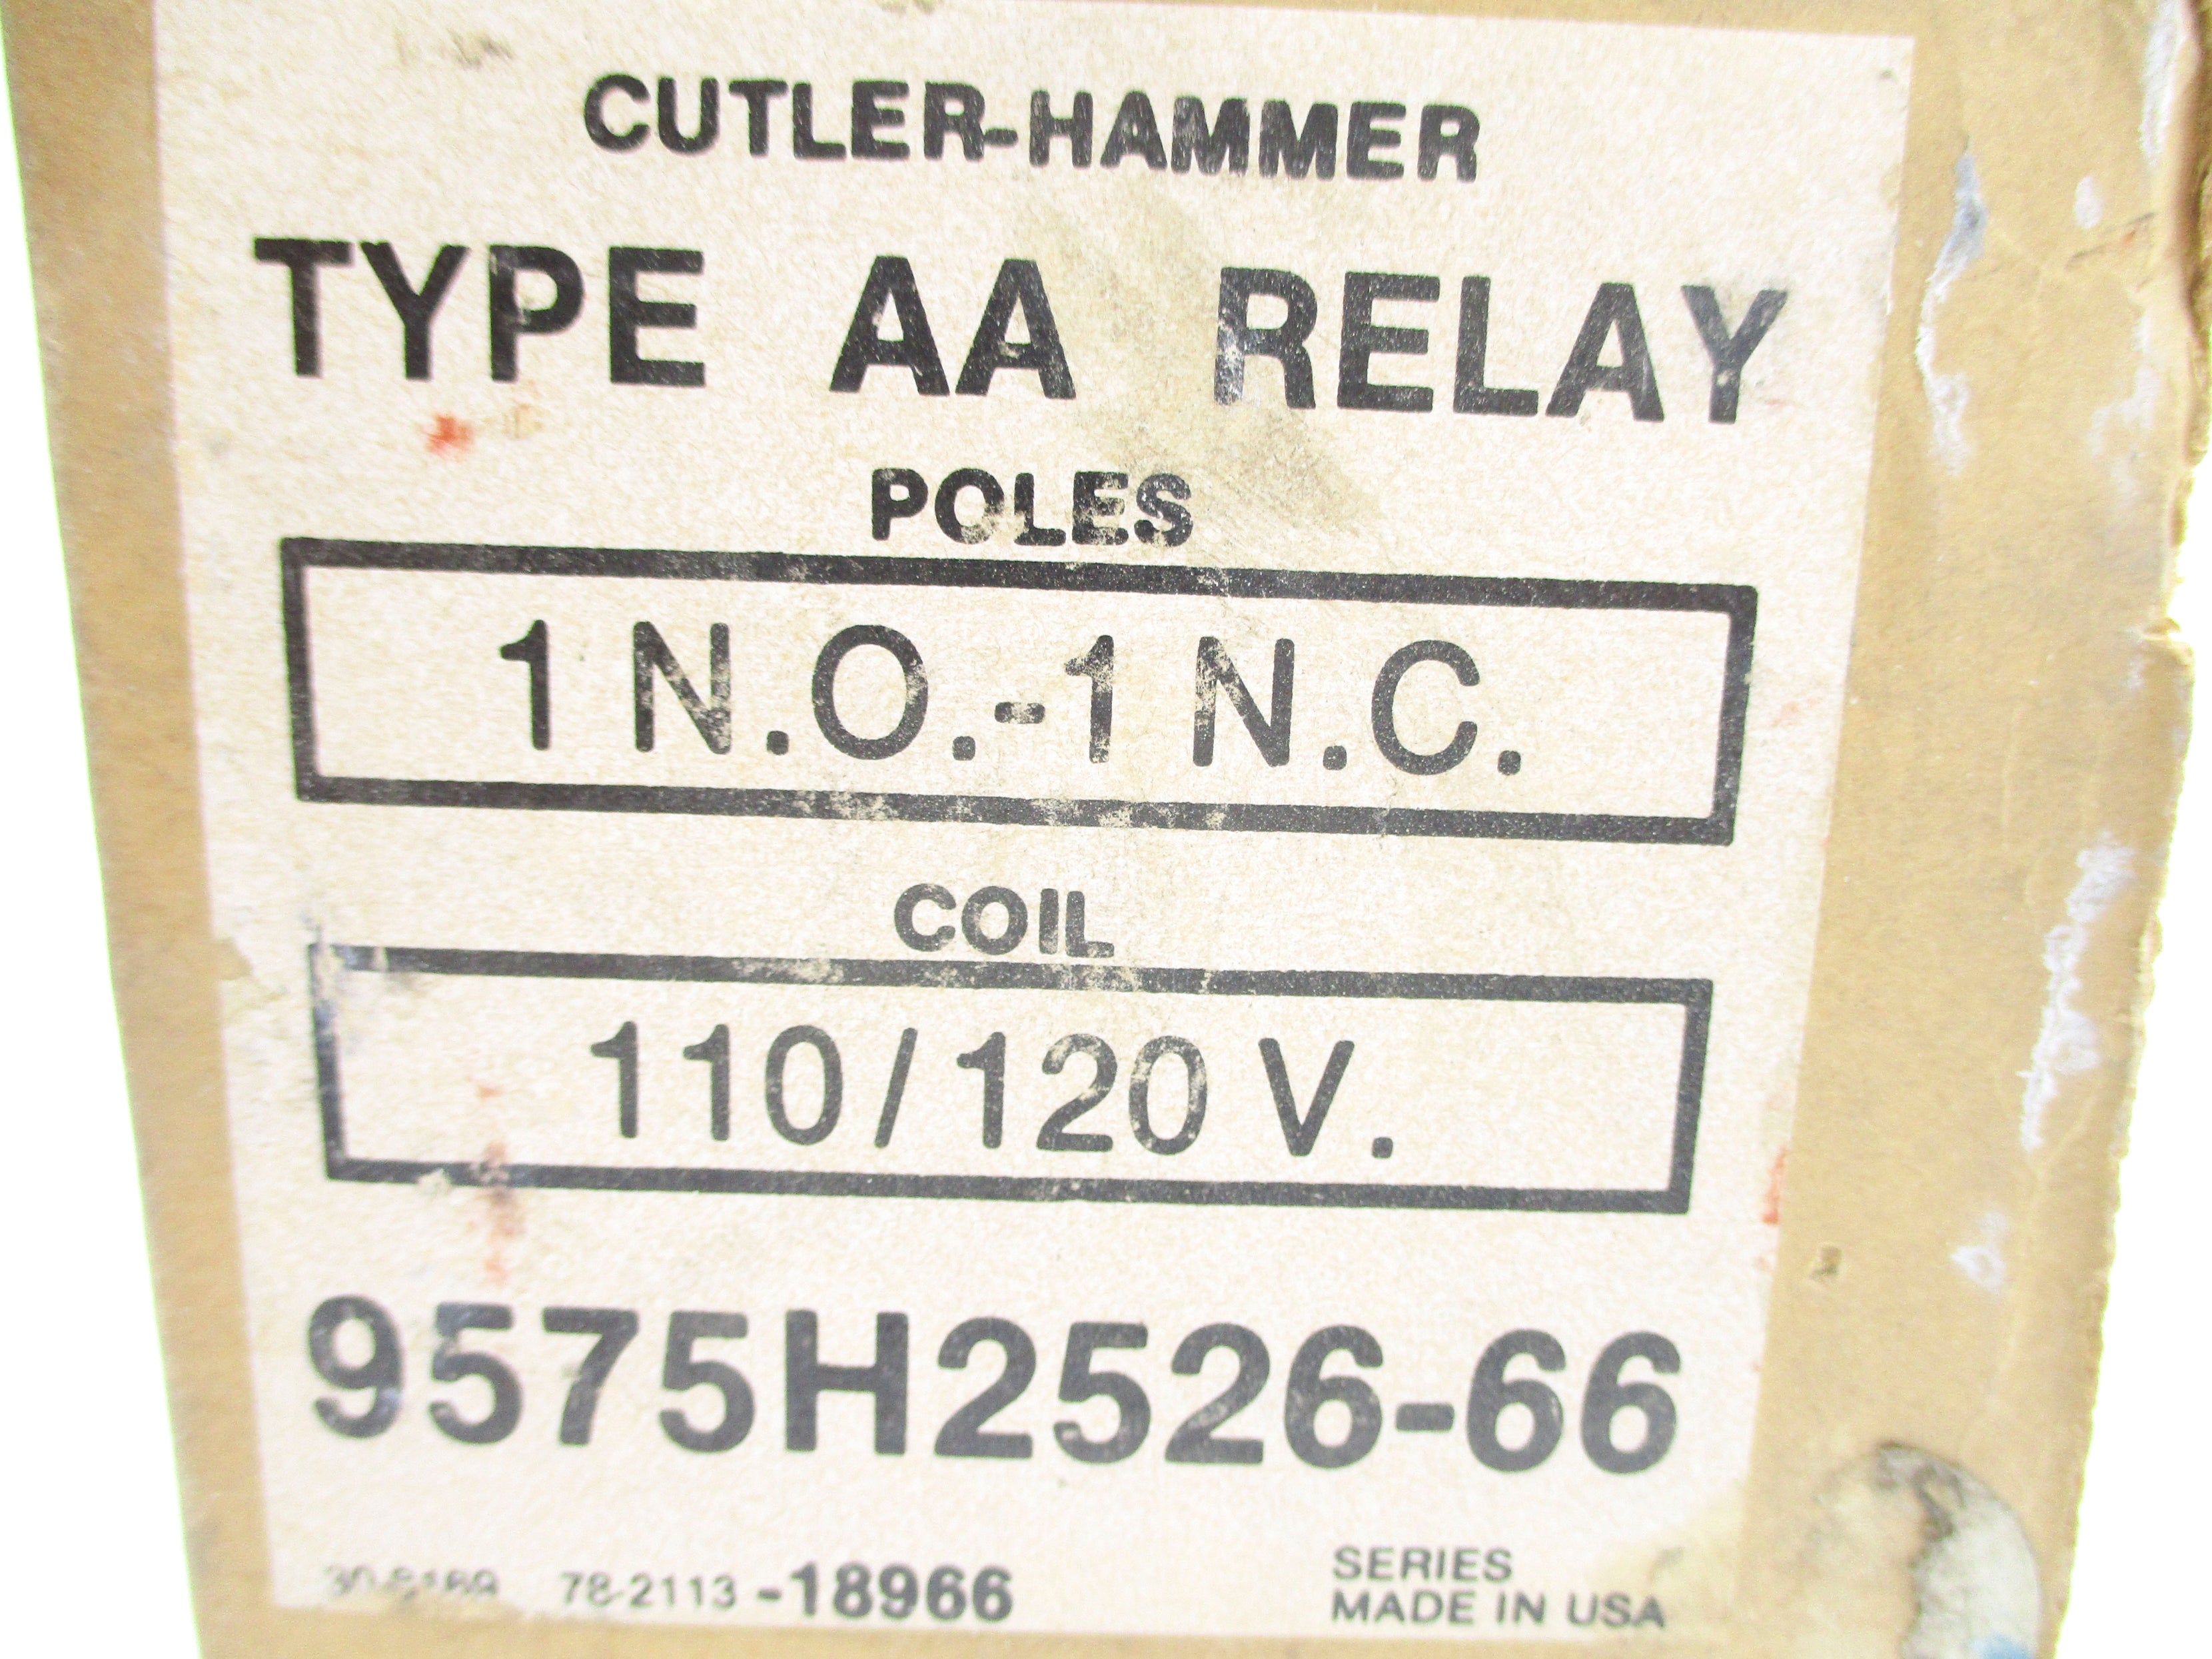 CUTLER-HAMMER
TYPE AA RELAY
POLES
1 N.O.-1 N.C.
COIL
110/120 V.
9575H2526-66
78-2113 -18966
SERIES
MADE IN USA